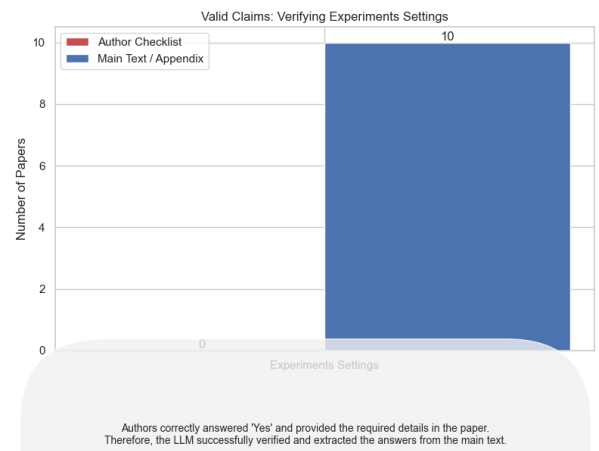 Valid Claims: Verifying Experiments Settings
10
Author Checklist
Main Text / Appendix
10
8
6
4
2
0
Number of Papers
0
Experiments Settings
Authors correctly answered 'Yes' and provided the required details in the paper.
Therefore, the LLM successfully verified and extracted the answers from the main text.